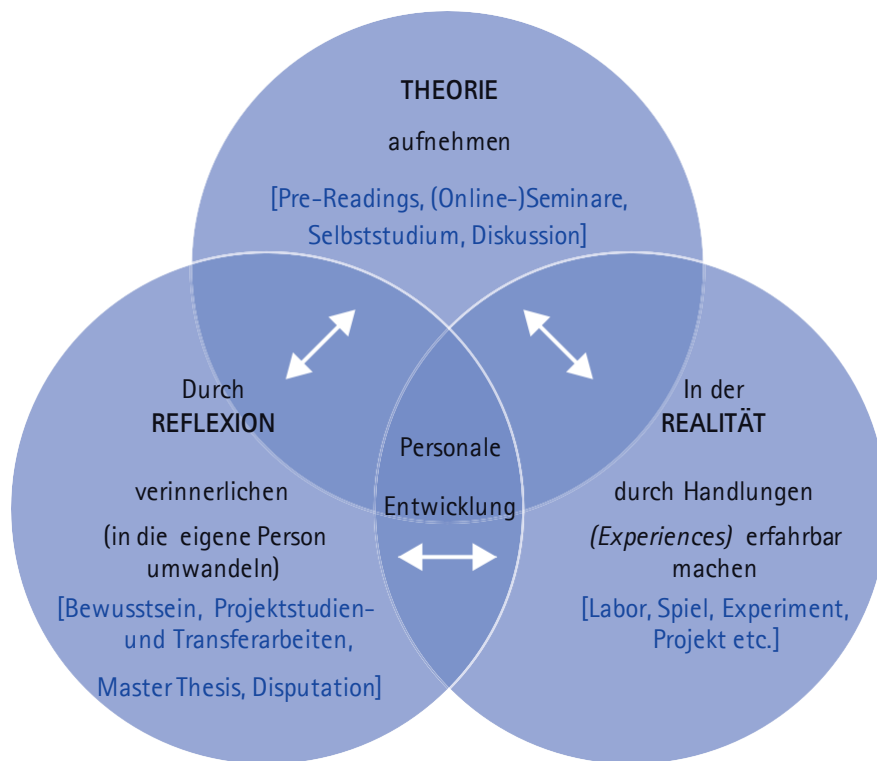 THEORIE
aufnehmen
[Pre-Readings, (Online-)Seminare,
Selbststudium, Diskussion]
Durch
REFLEXION
verinnerlichen
(in die eigene Person
umwandeln)
[Bewusstsein, Projektstudien-
und Transferarbeiten,
Master Thesis, Disputation]
Personale
Entwicklung
In der
REALITÄT
durch Handlungen
(Experiences) erfahrbar
machen
[Labor, Spiel, Experiment,
Projekt etc.]